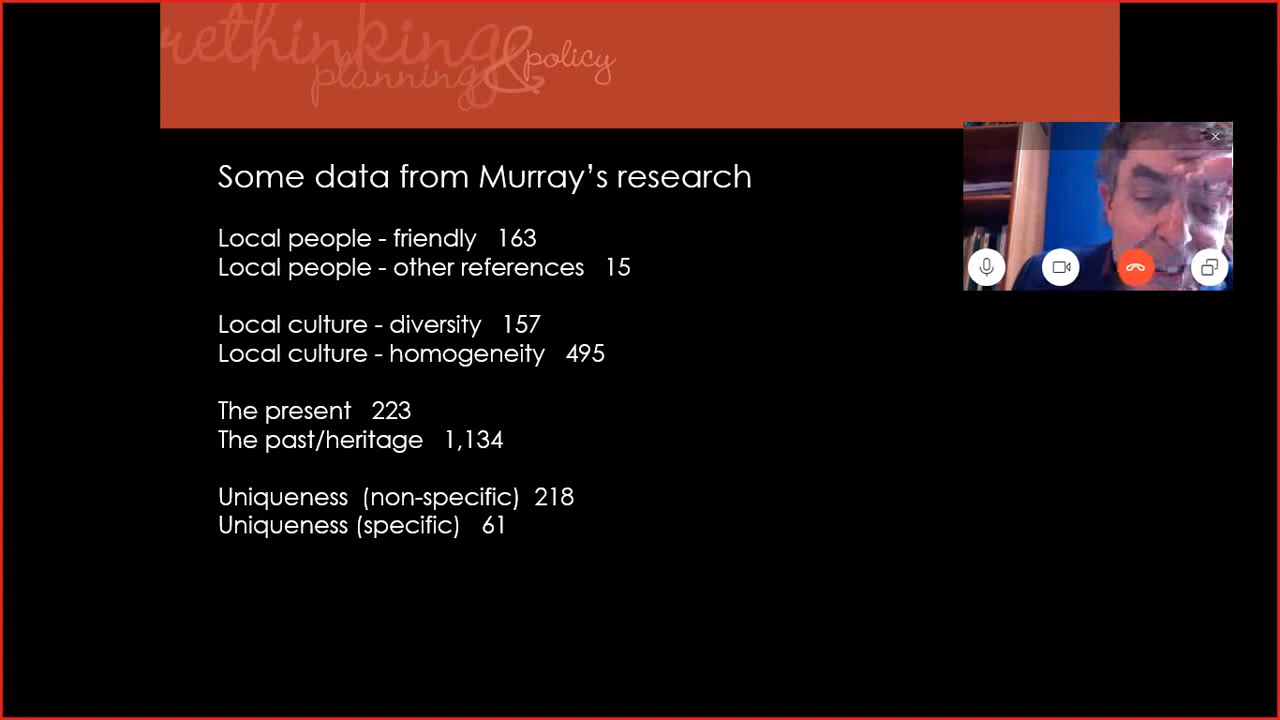 rethinking
planning & policy
Some data from Murray's research
Local people - friendly 163
Local people - other references 15
Local culture - diversity 157
Local culture - homogeneity 495
The present 223
The past/heritage 1,134
Uniqueness (non-specific) 218
Uniqueness (specific) 61